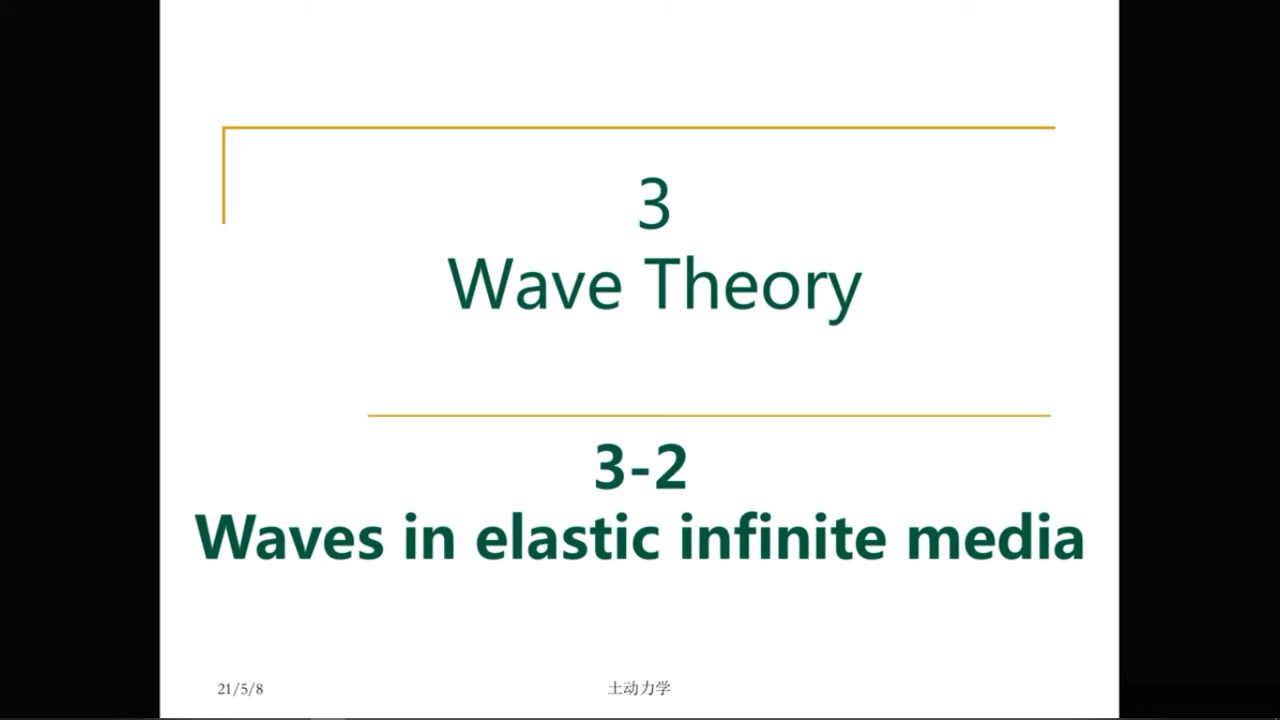 3
Wave Theory
3-2
Waves in elastic infinite media
21/5/8
土动力学